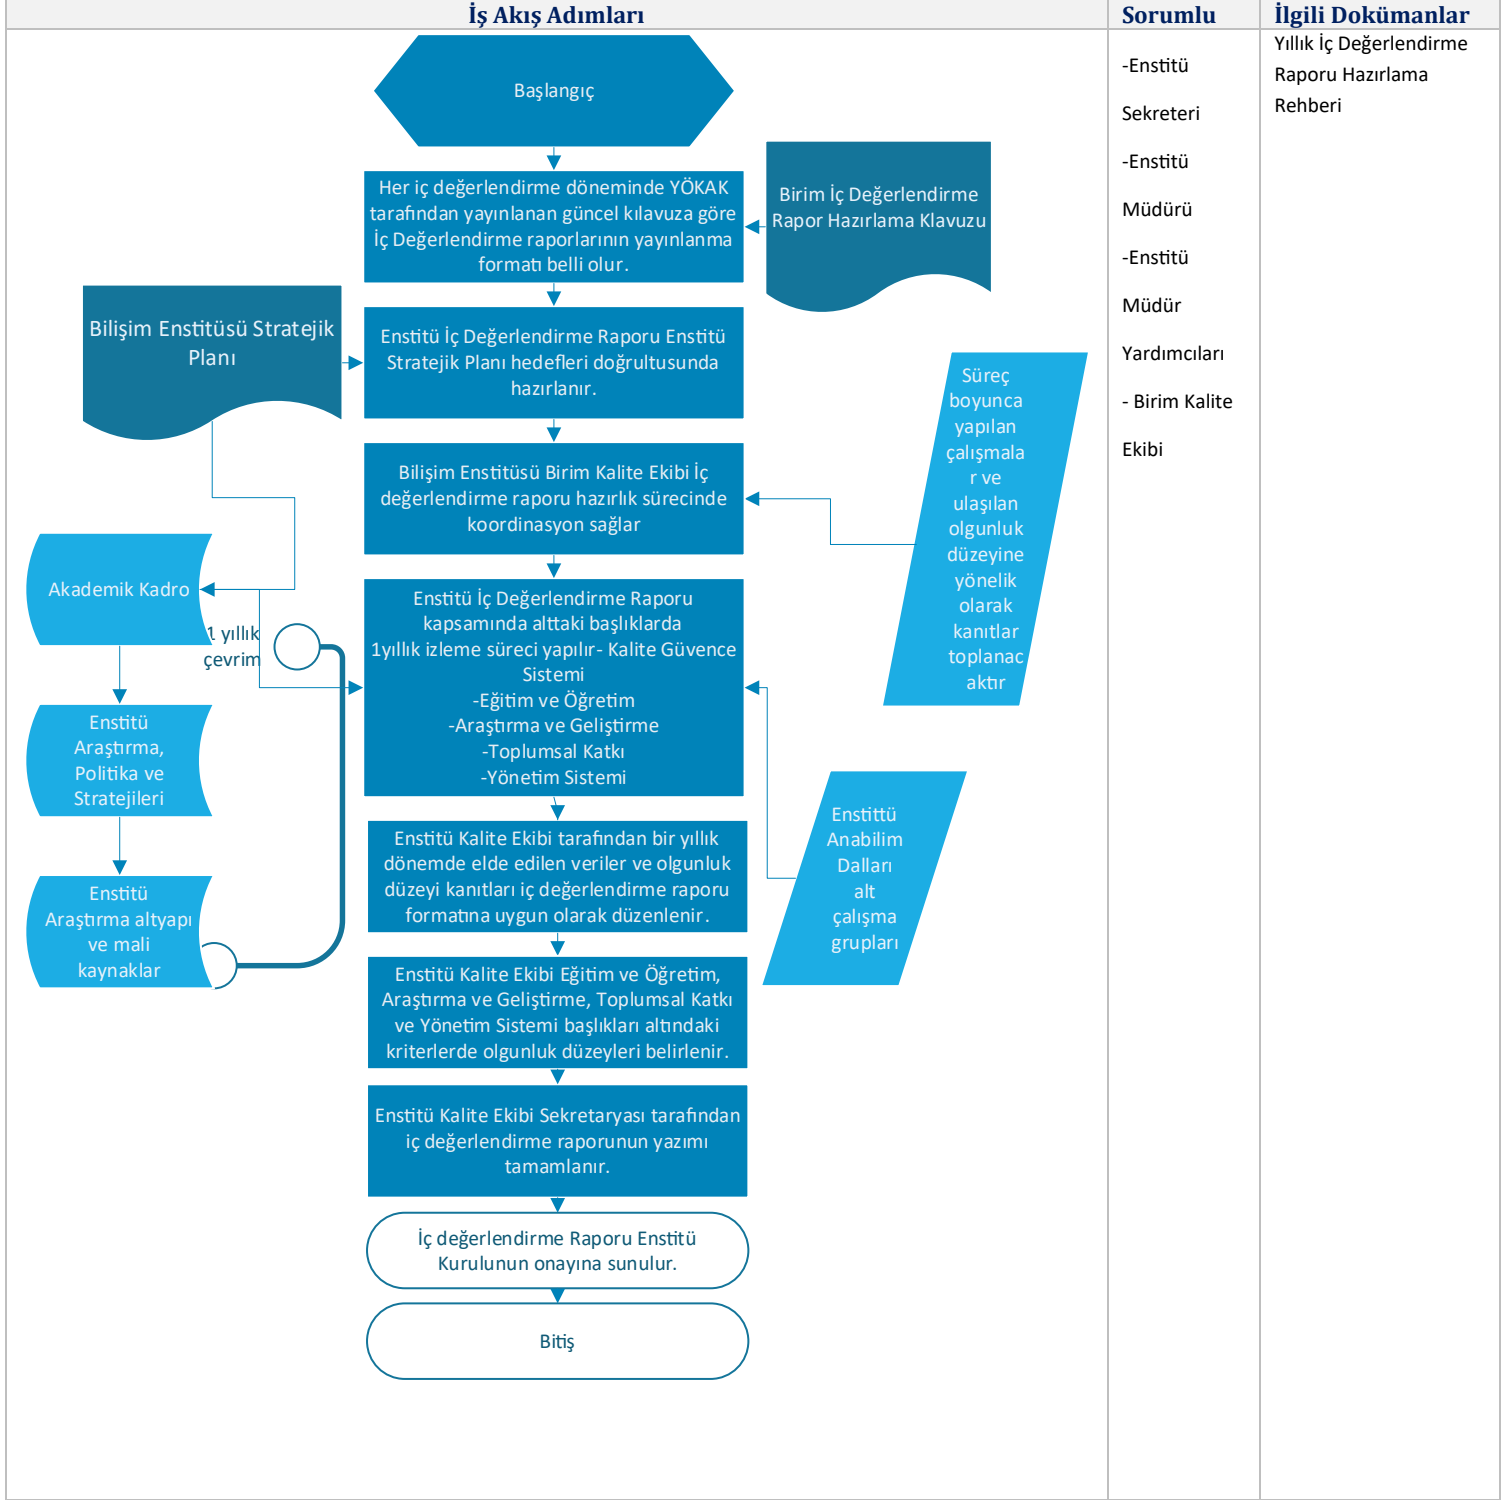 İş Akış Adımları
Sorumlu
İlgili Dokümanlar
Başlangıç
Her iç değerlendirme döneminde YÖKAK
tarafından yayınlanan güncel kılavuza göre
İç Değerlendirme raporlarının yayınlanma
formatı belli olur.
Birim İç Değerlendirme
Rapor Hazırlama Klavuzu
Bilişim Enstitüsü Stratejik
Planı
Enstitü İç Değerlendirme Raporu Enstitü
Stratejik Planı hedefleri doğrultusunda
hazırlanır.
Bilişim Enstitüsü Birim Kalite Ekibi İç
değerlendirme raporu hazırlık sürecinde
koordinasyon sağlar
Süreç
boyunca
yapılan
çalışmala
r ve
ulaşılan
olgunluk
düzeyine
yönelik
olarak
kanıtlar
toplanac
aktır
Akademik Kadro
1 yıllık
çevrim
Enstitü İç Değerlendirme Raporu
kapsamında alttaki başlıklarda
1yıllık izleme süreci yapılır- Kalite Güvence
Sistemi
-Eğitim ve Öğretim
-Araştırma ve Geliştirme
-Toplumsal Katkı
-Yönetim Sistemi
Enstitü
Araştırma,
Politika ve
Stratejileri
Enstitü
Araştırma altyapı
ve mali
kaynaklar
Enstittü
Anabilim
Dalları
alt
çalışma
grupları
Enstitü Kalite Ekibi tarafından bir yıllık
dönemde elde edilen veriler ve olgunluk
düzeyi kanıtları iç değerlendirme raporu
formatına uygun olarak düzenlenir.
Enstitü Kalite Ekibi Eğitim ve Öğretim,
Araştırma ve Geliştirme, Toplumsal Katkı
ve Yönetim Sistemi başlıkları altındaki
kriterlerde olgunluk düzeyleri belirlenir.
Enstitü Kalite Ekibi Sekretaryası tarafından
iç değerlendirme raporunun yazımı
tamamlanır.
İç değerlendirme Raporu Enstitü
Kurulunun onayına sunulur.
Bitiş
-Enstitü
Sekreteri
-Enstitü
Müdürü
-Enstitü
Müdür
Yardımcıları
- Birim Kalite
Ekibi
Yıllık İç Değerlendirme
Raporu Hazırlama
Rehberi